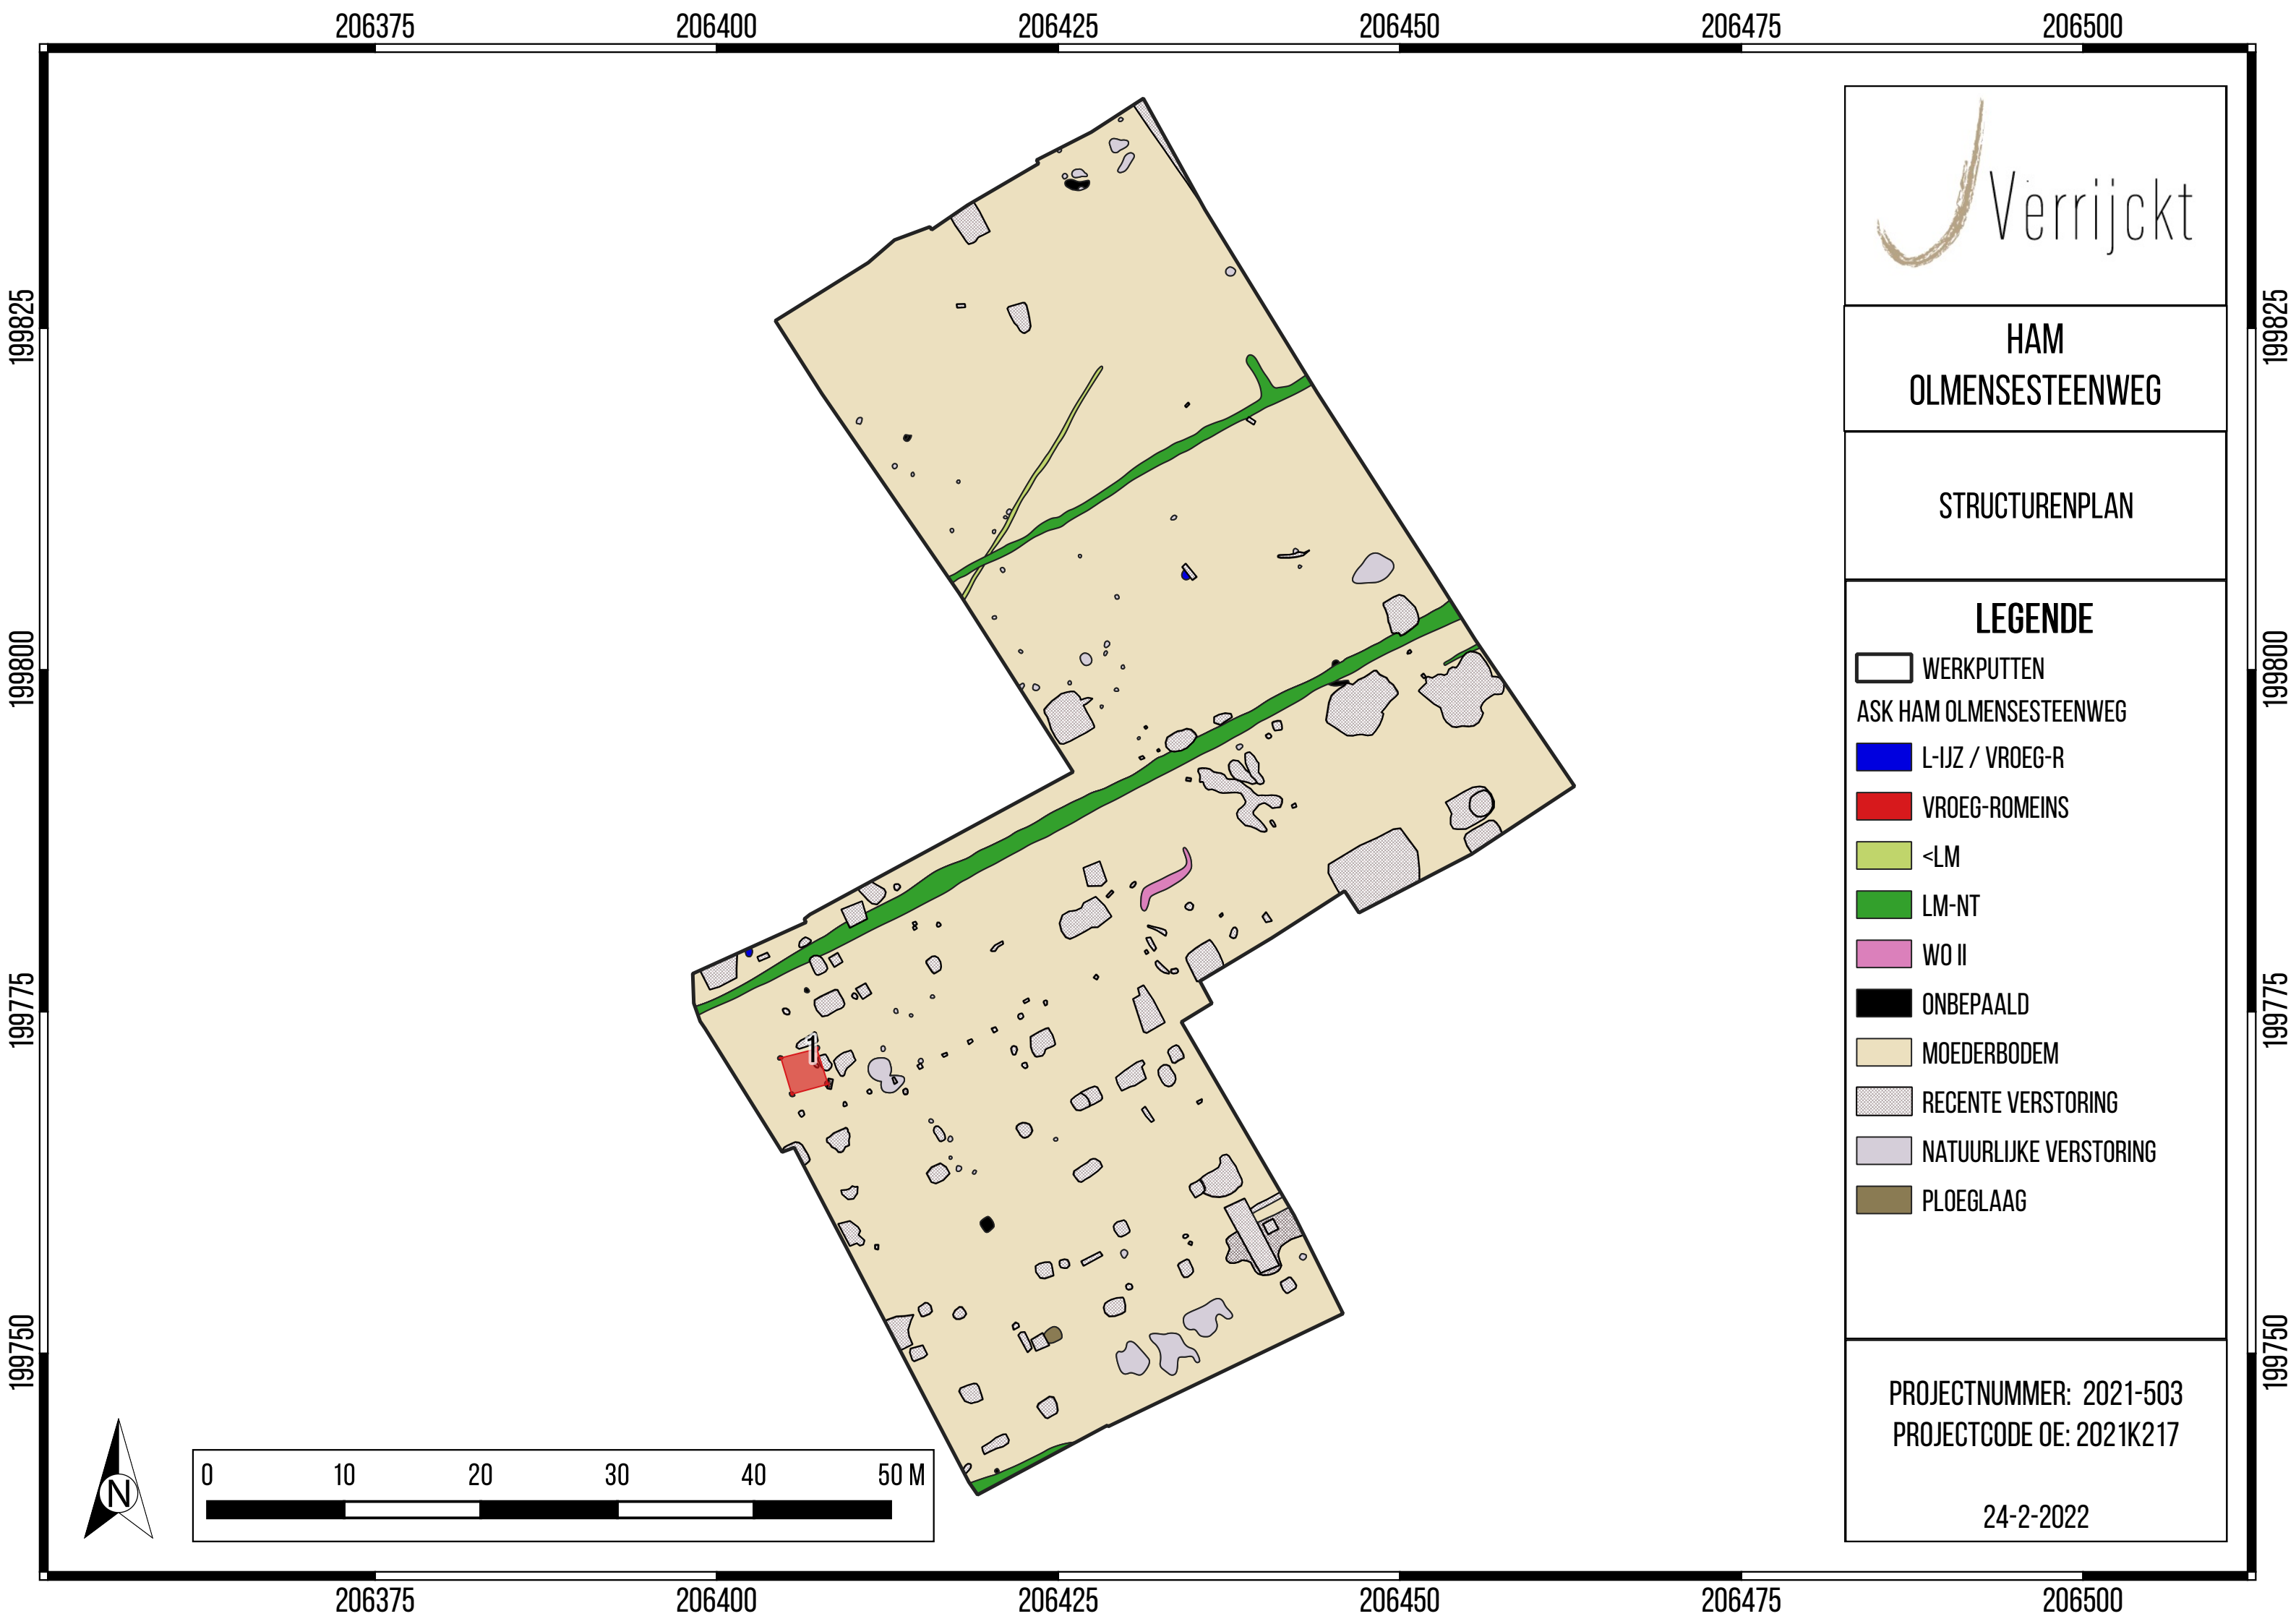 206375 206400 206425 206450 206475 206500
199825 199825
199800 199800
199775 199775
199750 199750
Verrijckt
HAM
OLMENSESTEENWEG
STRUCTURENPLAN
LEGENDE
WERKPUTTEN
ASK HAM OLMENSESTEENWEG
L-IJZ / VROEG-R
VROEG-ROMEINS
<LM
LM-NT
WO II
ONBEPAALD
MOEDERBODEM
RECENTE VERSTORING
NATUURLIJKE VERSTORING
PLOEGLAAG
PROJECTNUMMER: 2021-503
PROJECTCODE OE: 2021K217
24-2-2022
1
N
0 10 20 30 40 50 M
206375 206400 206425 206450 206475 206500